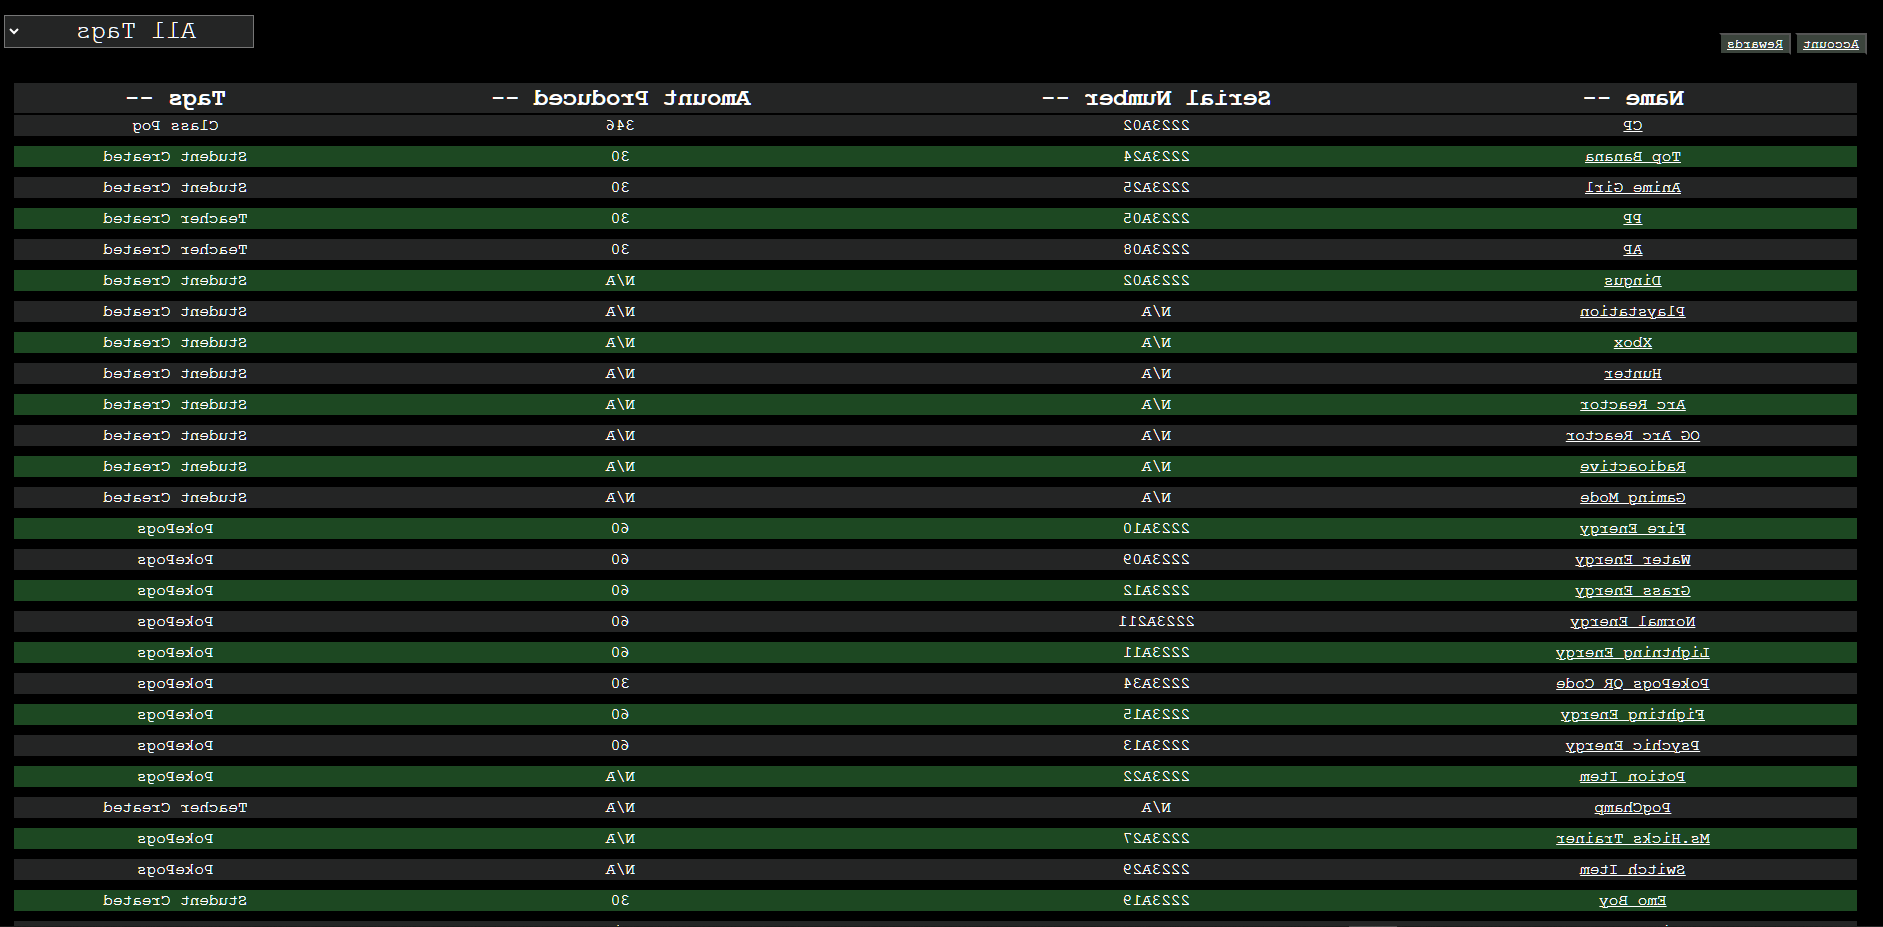 Account Rewards All Tags
Name -- Serial Number -- Amount Produced -- Tags --
CP 2223A02 346 Class Pog
Top Banana 2223A24 30 Student Created
Anime Girl 2223A25 30 Student Created
PP 2223A05 30 Teacher Created
AP 2223A08 30 Teacher Created
Dingus 2223A02 N/A Student Created
Playstation N/A N/A Student Created
Xbox N/A N/A Student Created
Hunter N/A N/A Student Created
Arc Reactor N/A N/A Student Created
OG Arc Reactor N/A N/A Student Created
Radioactive N/A N/A Student Created
Gaming Mode N/A N/A Student Created
Fire Energy 2223A10 60 PokePogs
Water Energy 2223A09 60 PokePogs
Grass Energy 2223A12 60 PokePogs
Normal Energy 2223A211 60 PokePogs
Lightning Energy 2223A11 60 PokePogs
PokePogs QR Code 2223A34 30 PokePogs
Fighting Energy 2223A15 60 PokePogs
Psychic Energy 2223A13 60 PokePogs
Potion Item 2223A22 N/A PokePogs
PogChamp N/A N/A Teacher Created
Ms.Hicks Trainer 2223A27 N/A PokePogs
Switch Item 2223A29 N/A PokePogs
Emo Boy 2223A19 30 Student Created